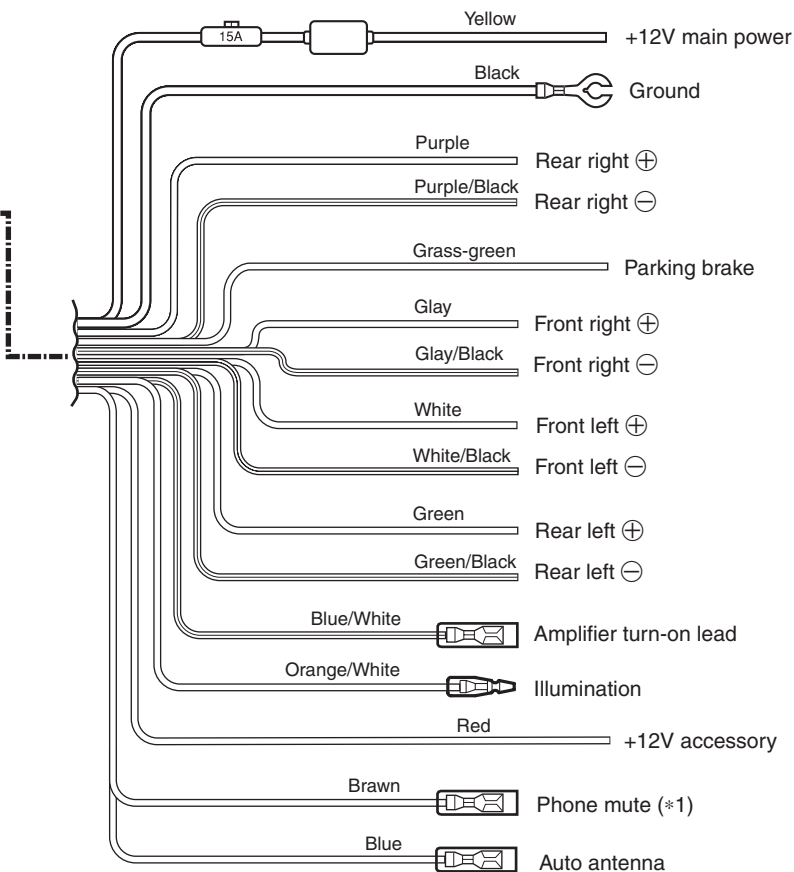 Yellow
15A
+12V main power
Black
Ground
Purple
Rear right ⊕
Purple/Black
Rear right ⊖
Grass-green
Parking brake
Glay
Front right ⊕
Glay/Black
Front right ⊖
White
Front left ⊕
White/Black
Front left ⊖
Green
Rear left ⊕
Green/Black
Rear left ⊖
Blue/White
Amplifier turn-on lead
Orange/White
Illumination
Red
+12V accessory
Brawn
Phone mute (*1)
Blue
Auto antenna